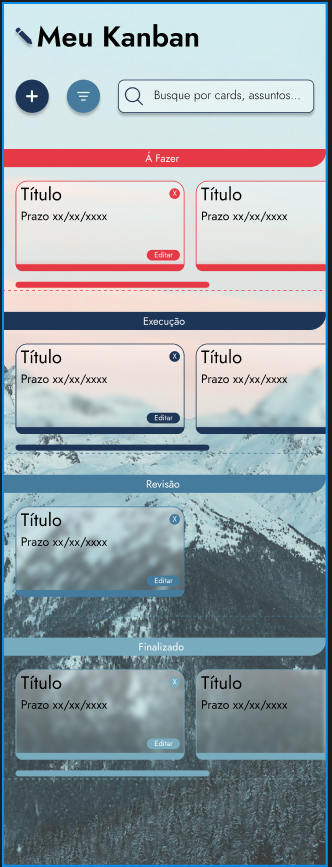 Meu Kanban
Busque por cards, assuntos...
Á Fazer
Título
X
Prazo xx/xx/xxxx
Editar
Título
Prazo xx/xx/xxxx
Execução
Título
X
Prazo xx/xx/xxxx
Editar
Título
Prazo xx/xx/xxxx
Revisão
Título
X
Prazo xx/xx/xxxx
Editar
Finalizado
Título
X
Prazo xx/xx/xxxx
Editar
Título
Prazo xx/xx/xxxx